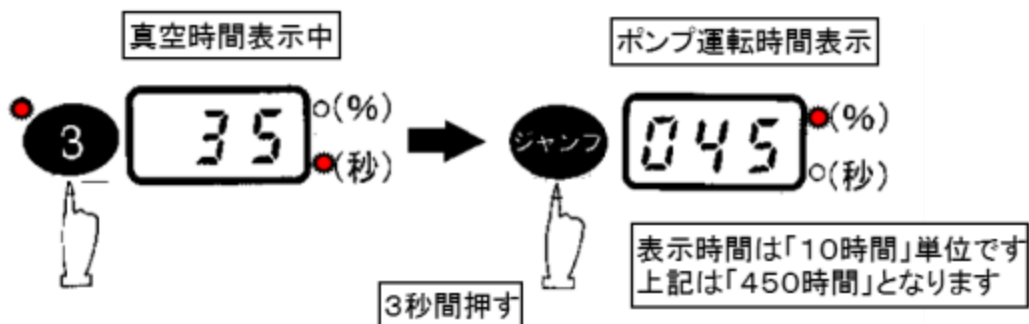 真空時間表示中
ポンプ運転時間表示
3
35
(%)
(秒)
ジャンプ
045
(%)
(秒)
表示時間は「10時間」単位です
上記は「450時間」となります
3秒間押す